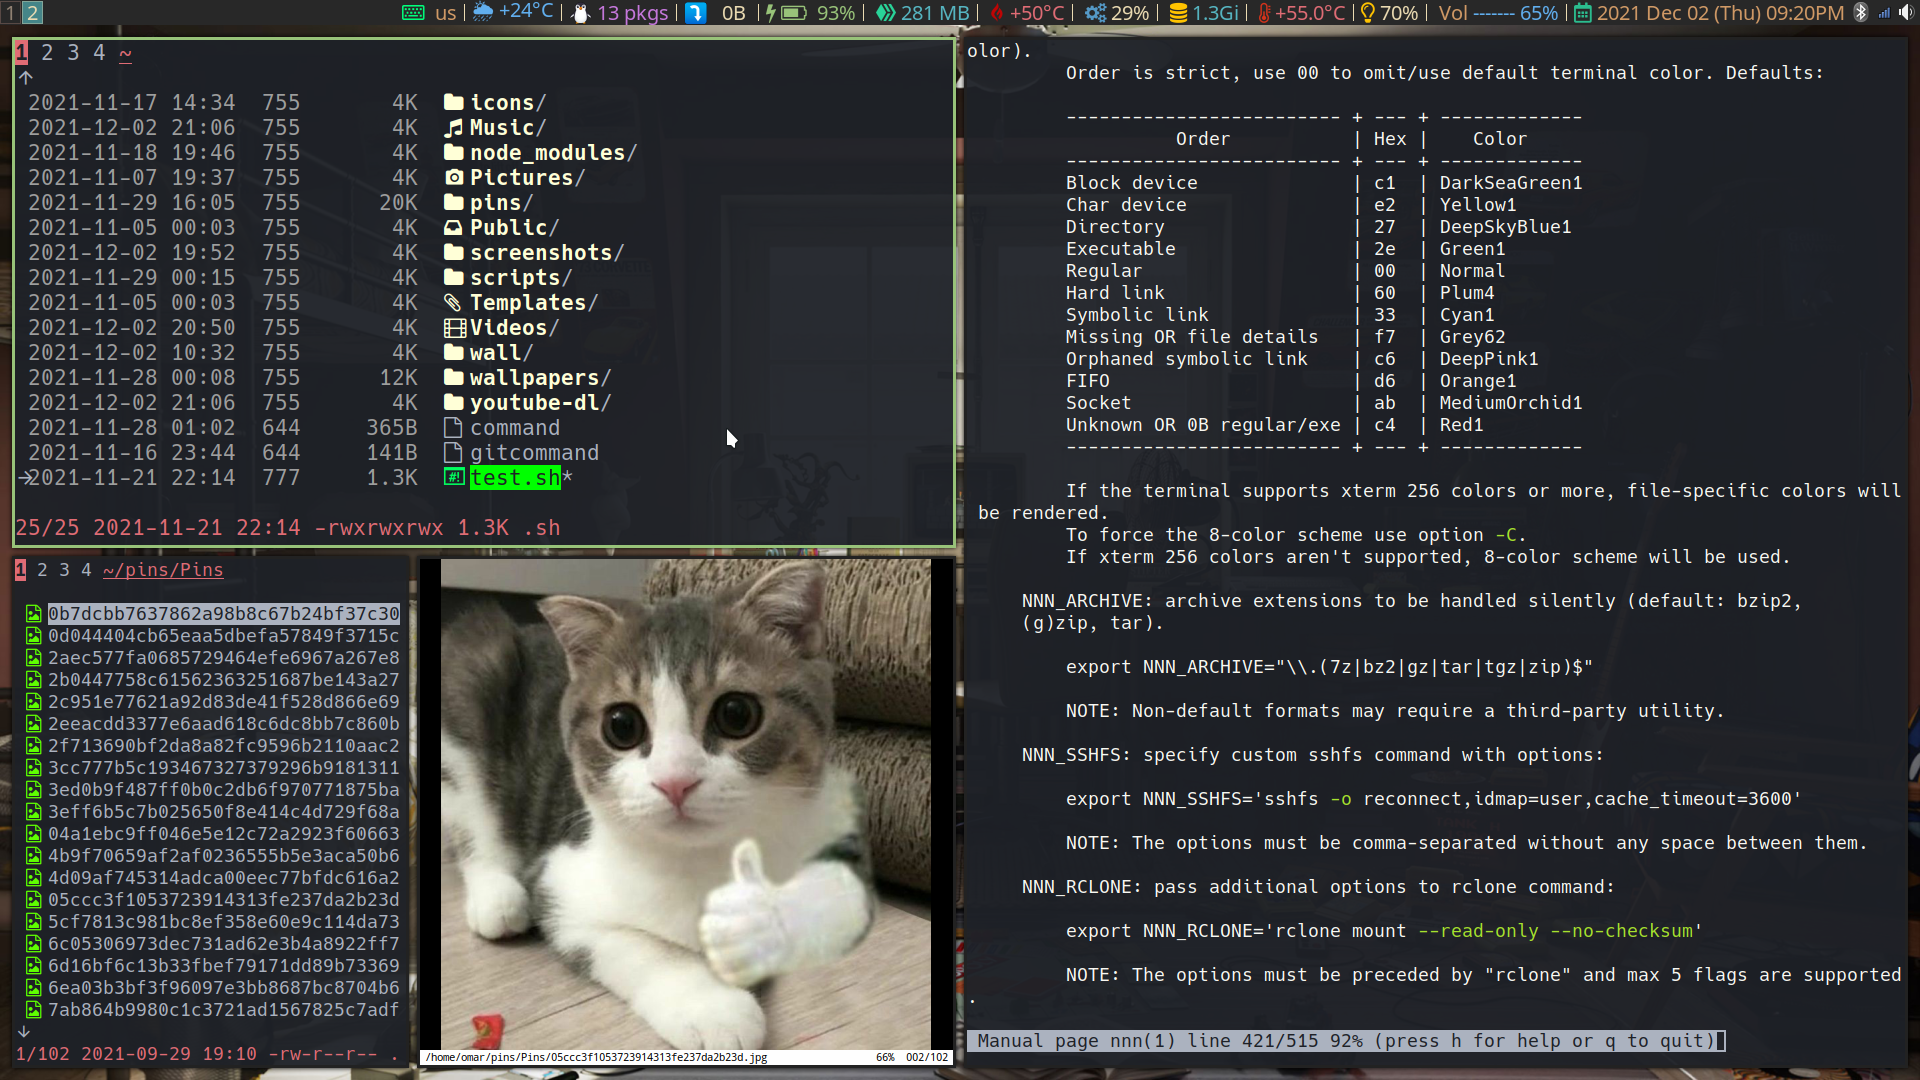 1 2 us +24°C 13 pkgs 0B 93% 281 MB +50°C 29% 1.3Gi +55.0°C 70% Vol ------- 65% 2021 Dec 02 (Thu) 09:20PM
1 2 3 4 ~
↑
2021-11-17 14:34 755 4K icons/
2021-12-02 21:06 755 4K Music/
2021-11-18 19:46 755 4K node_modules/
2021-11-07 19:37 755 4K Pictures/
2021-11-29 16:05 755 20K pins/
2021-11-05 00:03 755 4K Public/
2021-12-02 19:52 755 4K screenshots/
2021-11-29 00:15 755 4K scripts/
2021-11-05 00:03 755 4K Templates/
2021-12-02 20:50 755 4K Videos/
2021-12-02 10:32 755 4K wall/
2021-11-28 00:08 755 12K wallpapers/
2021-12-02 21:06 755 4K youtube-dl/
2021-11-28 01:02 644 365B command
2021-11-16 23:44 644 141B gitcommand
→2021-11-21 22:14 777 1.3K #! test.sh*
25/25 2021-11-21 22:14 -rwxrwxrwx 1.3K .sh
1 2 3 4 ~/pins/Pins
0b7dcbb7637862a98b8c67b24bf37c30
0d044404cb65eaa5dbefa57849f3715c
2aec577fa0685729464efe6967a267e8
2b0447758c61562363251687be143a27
2c951e77621a92d83de41f528d866e69
2eeacdd3377e6aad618c6dc8bb7c860b
2f713690bf2da8a82fc9596b2110aac2
3cc777b5c193467327379296b9181311
3ed0b9f487ff0b0c2db6f970771875ba
3eff6b5c7b025650f8e414c4d729f68a
04a1ebc9ff046e5e12c72a2923f60663
4b9f70659af2af0236555b5e3aca50b6
4d09af745314adca00eec77bfdc616a2
05ccc3f1053723914313fe237da2b23d
5cf7813c981bc8ef358e60e9c114da73
6c05306973dec731ad62e3b4a8922ff7
6d16bf6c13b33fbef79171dd89b73369
6ea03b3bf3f96097e3bb8687bc8704b6
7ab864b9980c1c3721ad1567825c7adf
↓
1/102 2021-09-29 19:10 -rw-r--r-- .
/home/omar/pins/Pins/05ccc3f1053723914313fe237da2b23d.jpg 66% 002/102
olor).
Order is strict, use 00 to omit/use default terminal color. Defaults:
------------------------- + --- + -------------
Order | Hex | Color
------------------------- + --- + -------------
Block device | c1 | DarkSeaGreen1
Char device | e2 | Yellow1
Directory | 27 | DeepSkyBlue1
Executable | 2e | Green1
Regular | 00 | Normal
Hard link | 60 | Plum4
Symbolic link | 33 | Cyan1
Missing OR file details | f7 | Grey62
Orphaned symbolic link | c6 | DeepPink1
FIFO | d6 | Orange1
Socket | ab | MediumOrchid1
Unknown OR 0B regular/exe | c4 | Red1
------------------------- + --- + -------------
If the terminal supports xterm 256 colors or more, file-specific colors will
be rendered.
To force the 8-color scheme use option -C.
If xterm 256 colors aren't supported, 8-color scheme will be used.
NNN_ARCHIVE: archive extensions to be handled silently (default: bzip2,
(g)zip, tar).
export NNN_ARCHIVE="\\.(7z|bz2|gz|tar|tgz|zip)$"
NOTE: Non-default formats may require a third-party utility.
NNN_SSHFS: specify custom sshfs command with options:
export NNN_SSHFS='sshfs -o reconnect,idmap=user,cache_timeout=3600'
NOTE: The options must be comma-separated without any space between them.
NNN_RCLONE: pass additional options to rclone command:
export NNN_RCLONE='rclone mount --read-only --no-checksum'
NOTE: The options must be preceded by "rclone" and max 5 flags are supported
.
Manual page nnn(1) line 421/515 92% (press h for help or q to quit)